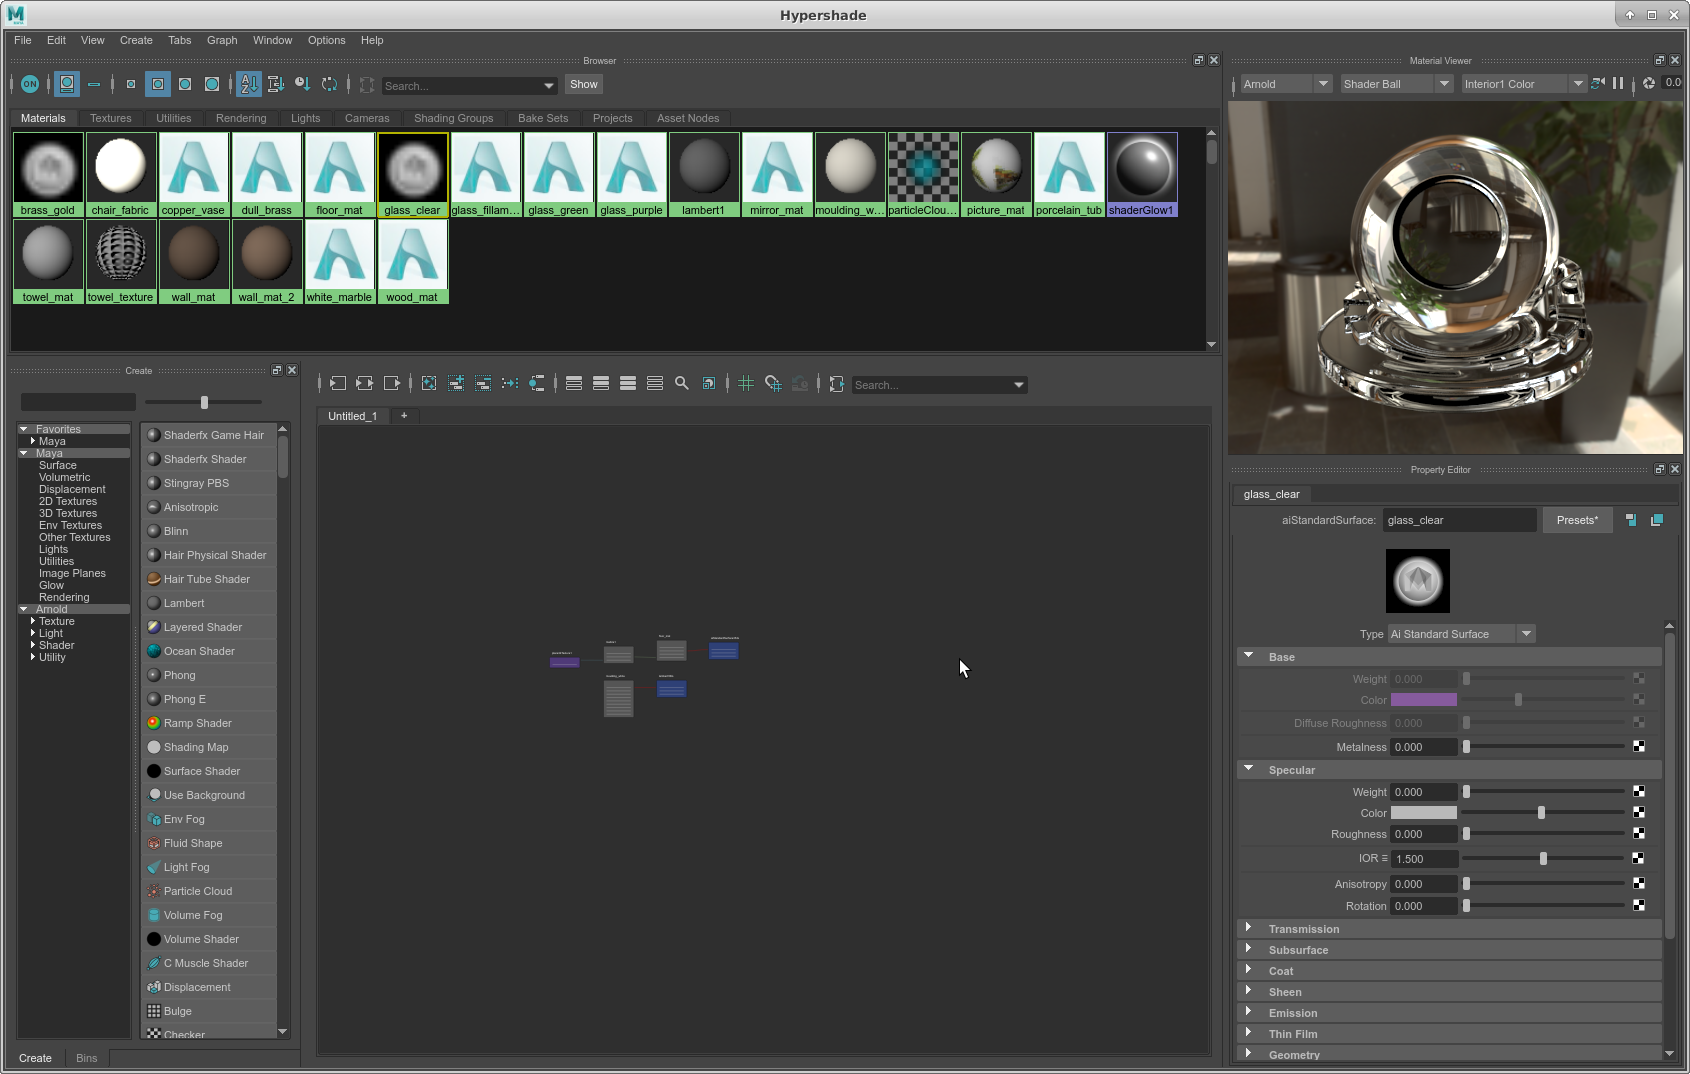 Hypershade
File Edit View Create Tabs Graph Window Options Help
Browser
Material Viewer
ON
Search...
Show
Arnold
Shader Ball
Interior1 Color
0.0
Materials Textures Utilities Rendering Lights Cameras Shading Groups Bake Sets Projects Asset Nodes
brass_gold chair_fabric copper_vase dull_brass floor_mat glass_clear glass_fillam... glass_green glass_purple lambert1 mirror_mat moulding_w... particleClou... picture_mat porcelain_tub shaderGlow1
towel_mat towel_texture wall_mat wall_mat_2 white_marble wood_mat
Create
Search...
Untitled_1 +
Favorites
Maya
Maya
Surface
Volumetric
Displacement
2D Textures
3D Textures
Env Textures
Other Textures
Lights
Utilities
Image Planes
Glow
Rendering
Arnold
Texture
Light
Shader
Utility
Shaderfx Game Hair
Shaderfx Shader
Stingray PBS
Anisotropic
Blinn
Hair Physical Shader
Hair Tube Shader
Lambert
Layered Shader
Ocean Shader
Phong
Phong E
Ramp Shader
Shading Map
Surface Shader
Use Background
Env Fog
Fluid Shape
Light Fog
Particle Cloud
Volume Fog
Volume Shader
C Muscle Shader
Displacement
Bulge
Checker
Create Bins
Property Editor
glass_clear
aiStandardSurface: glass_clear Presets*
Type Ai Standard Surface
Base
Weight 0.000
Color
Diffuse Roughness 0.000
Metalness 0.000
Specular
Weight 0.000
Color
Roughness 0.000
IOR 1.500
Anisotropy 0.000
Rotation 0.000
Transmission
Subsurface
Coat
Sheen
Emission
Thin Film
Geometry